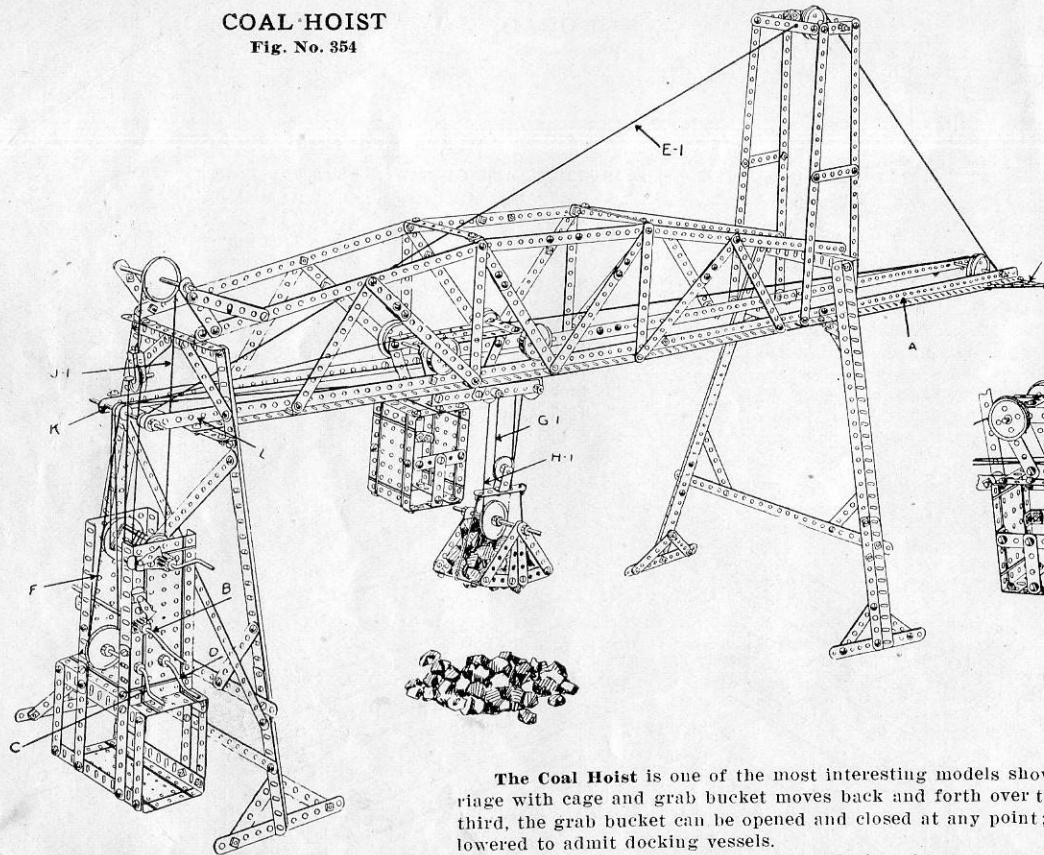 COAL HOIST
Fig. No. 354
E-1
A
J-1
K
L
G 1
H-1
F
B
D
C
The Coal Hoist is one of the most interesting models show
riage with cage and grab bucket moves back and forth over t
third, the grab bucket can be opened and closed at any point;
lowered to admit docking vessels.